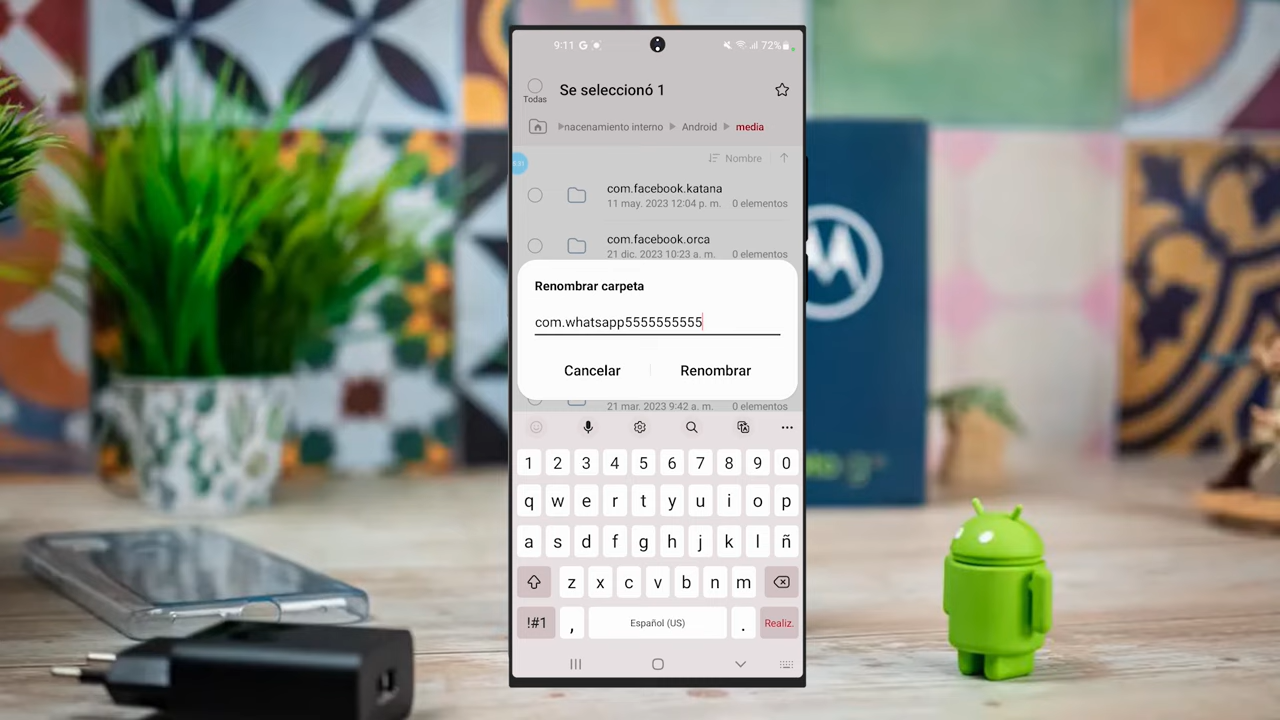 9:11 G 72%
Todas
Se seleccionó 1
nacenamiento interno Android media
Nombre
com.facebook.katana
11 may. 2023 12:04 p. m. 0 elementos
com.facebook.orca
21 dic. 2023 10:23 a. m. 0 elementos
Renombrar carpeta
com.whatsapp5555555555
Cancelar Renombrar
21 mar. 2023 9:42 a. m. 0 elementos
1 2 3 4 5 6 7 8 9 0
q w e r t y u i o p
a s d f g h j k l ñ
z x c v b n m
!#1 , Español (US) . Realiz.